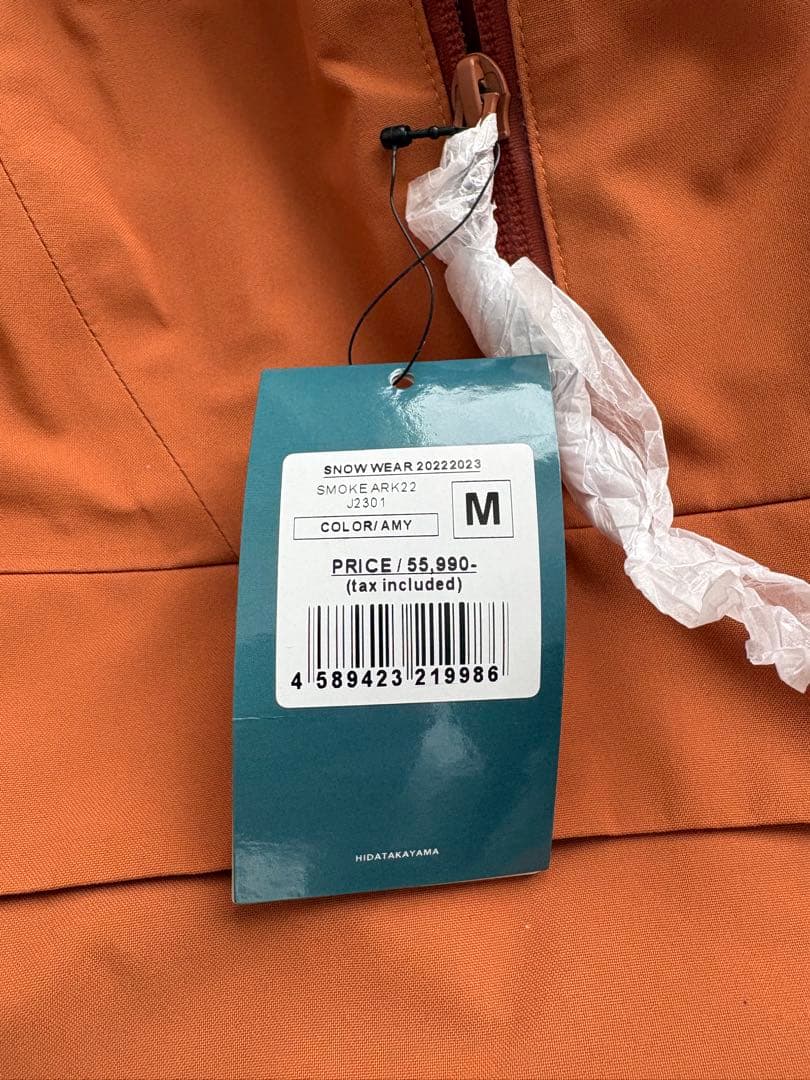 SNOW WEAR 20222023
SMOKE ARK22
J2301
M
COLOR/ AMY
PRICE / 55,990-
(tax included)
4 589423 219986
HIDATAKAYAMA